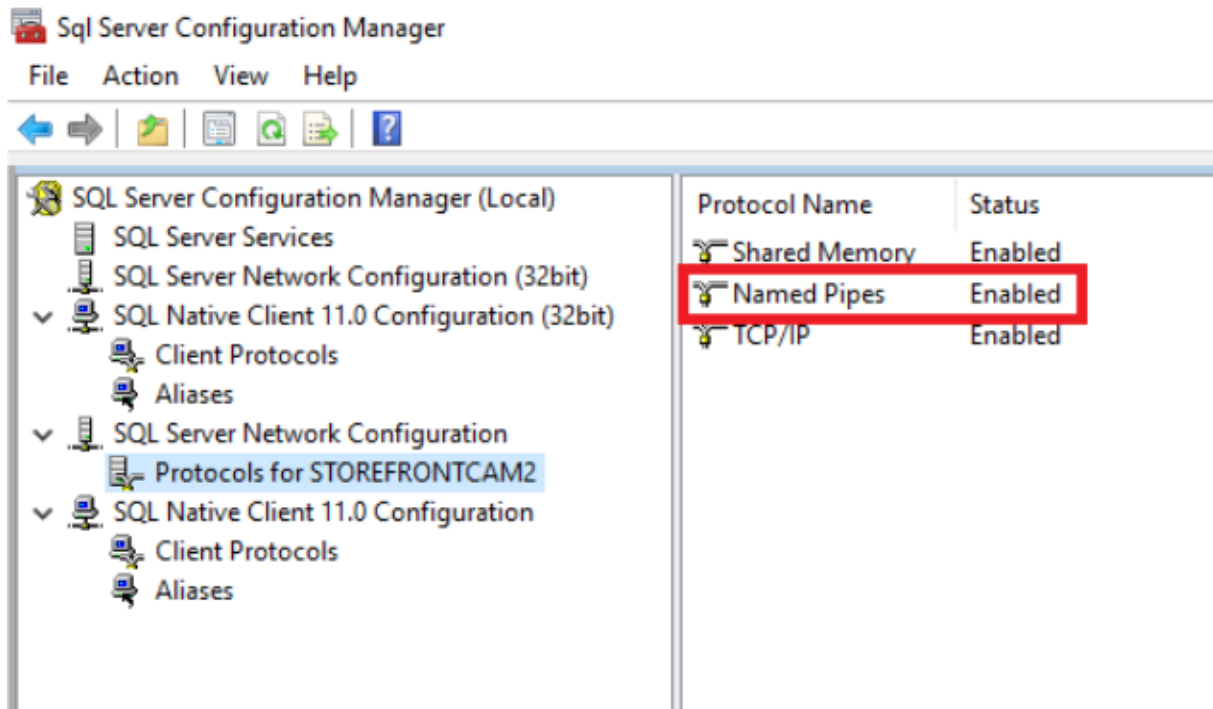 Sql Server Configuration Manager
File Action View Help
SQL Server Configuration Manager (Local)
SQL Server Services
SQL Server Network Configuration (32bit)
SQL Native Client 11.0 Configuration (32bit)
Client Protocols
Aliases
SQL Server Network Configuration
Protocols for STOREFRONTCAM2
SQL Native Client 11.0 Configuration
Client Protocols
Aliases
Protocol Name Status
Shared Memory Enabled
Named Pipes Enabled
TCP/IP Enabled